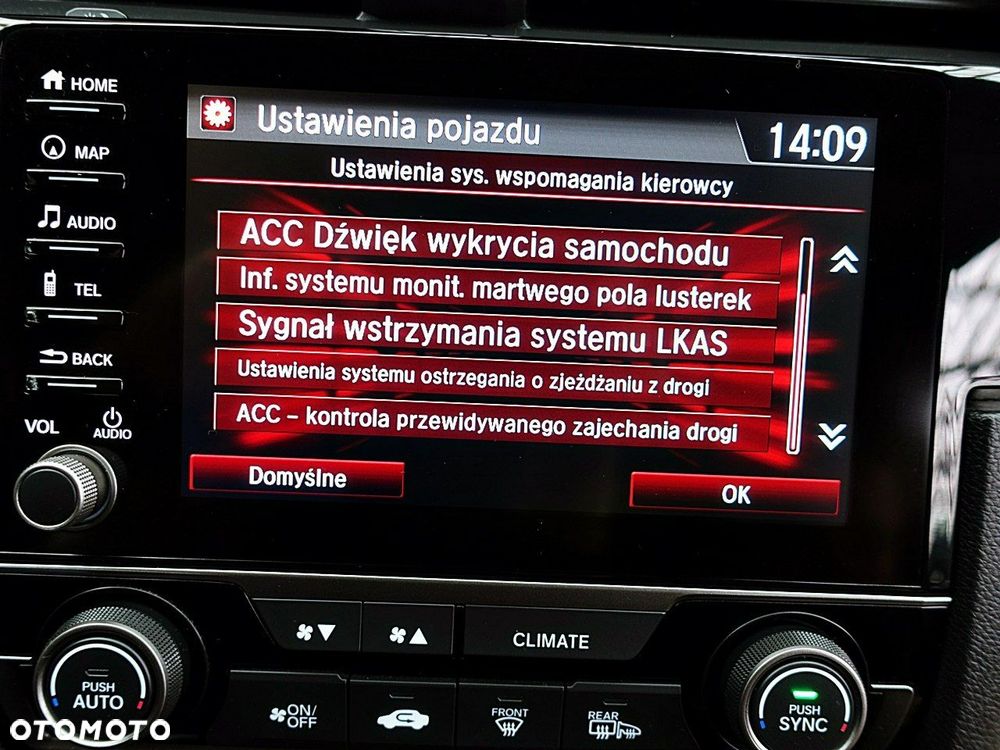 HOME
MAP
AUDIO
TEL
BACK
VOL
AUDIO
Ustawienia pojazdu
14:09
Ustawienia sys. wspomagania kierowcy
ACC Dźwięk wykrycia samochodu
Inf. systemu monit. martwego pola lusterek
Sygnał wstrzymania systemu LKAS
Ustawienia systemu ostrzegania o zjeżdżaniu z drogi
ACC – kontrola przewidywanego zajechania drogi
Domyślne
OK
CLIMATE
PUSH
AUTO
ON/
OFF
FRONT
REAR
PUSH
SYNC
OTOMOTO